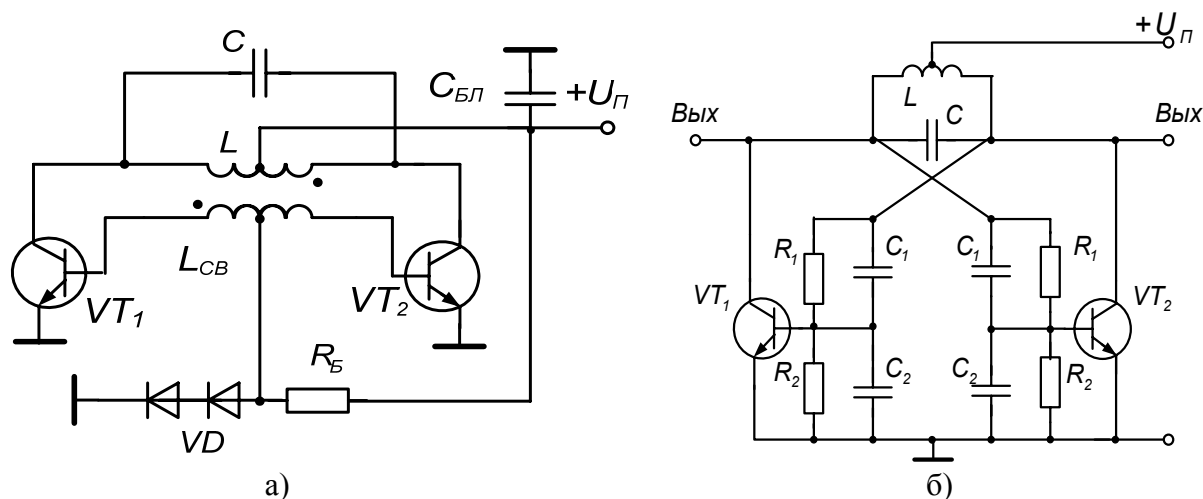 C
C_БЛ
+U_П
L
L_СВ
VT_1
VT_2
R_Б
VD
а)
+U_П
L
Вых
C
Вых
R_1
C_1
C_1
R_1
VT_1
VT_2
R_2
C_2
C_2
R_2
б)